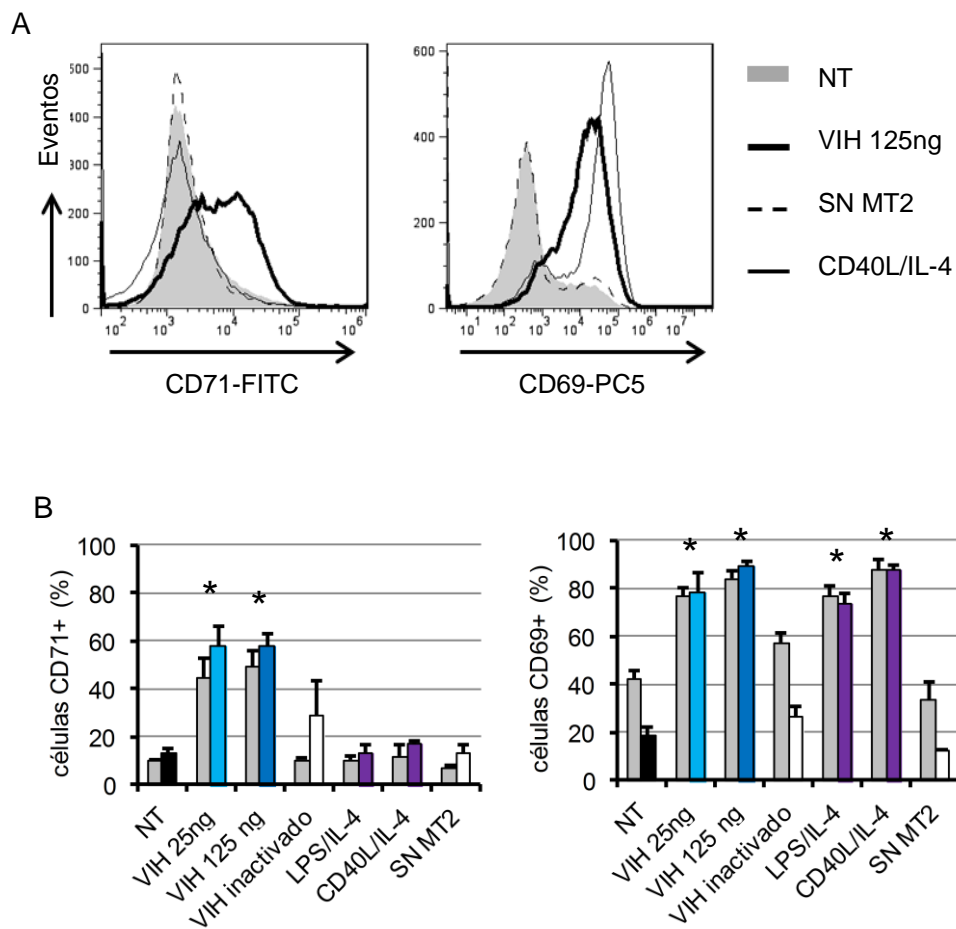 A
Eventos
500
400
300
200
100
0
10^2 10^3 10^4 10^5 10^6
CD71-FITC
600
400
200
0
10^1 10^2 10^3 10^4 10^5 10^6 10^7
CD69-PC5
NT
VIH 125ng
SN MT2
CD40L/IL-4
B
células CD71+ (%)
100
80
60
40
20
0
* *
NT
VIH 25ng
VIH 125 ng
VIH inactivado
LPS/IL-4
CD40L/IL-4
SN MT2
células CD69+ (%)
100
80
60
40
20
0
* * * *
NT
VIH 25ng
VIH 125 ng
VIH inactivado
LPS/IL-4
CD40L/IL-4
SN MT2